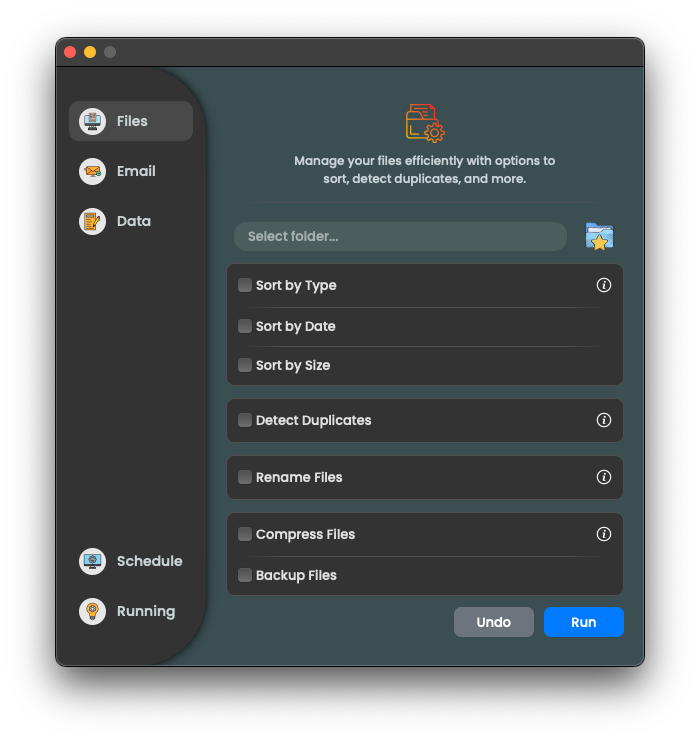 Files
Email
Data
Schedule
Running
Manage your files efficiently with options to
sort, detect duplicates, and more.
Select folder...
Sort by Type
Sort by Date
Sort by Size
Detect Duplicates
Rename Files
Compress Files
Backup Files
Undo
Run